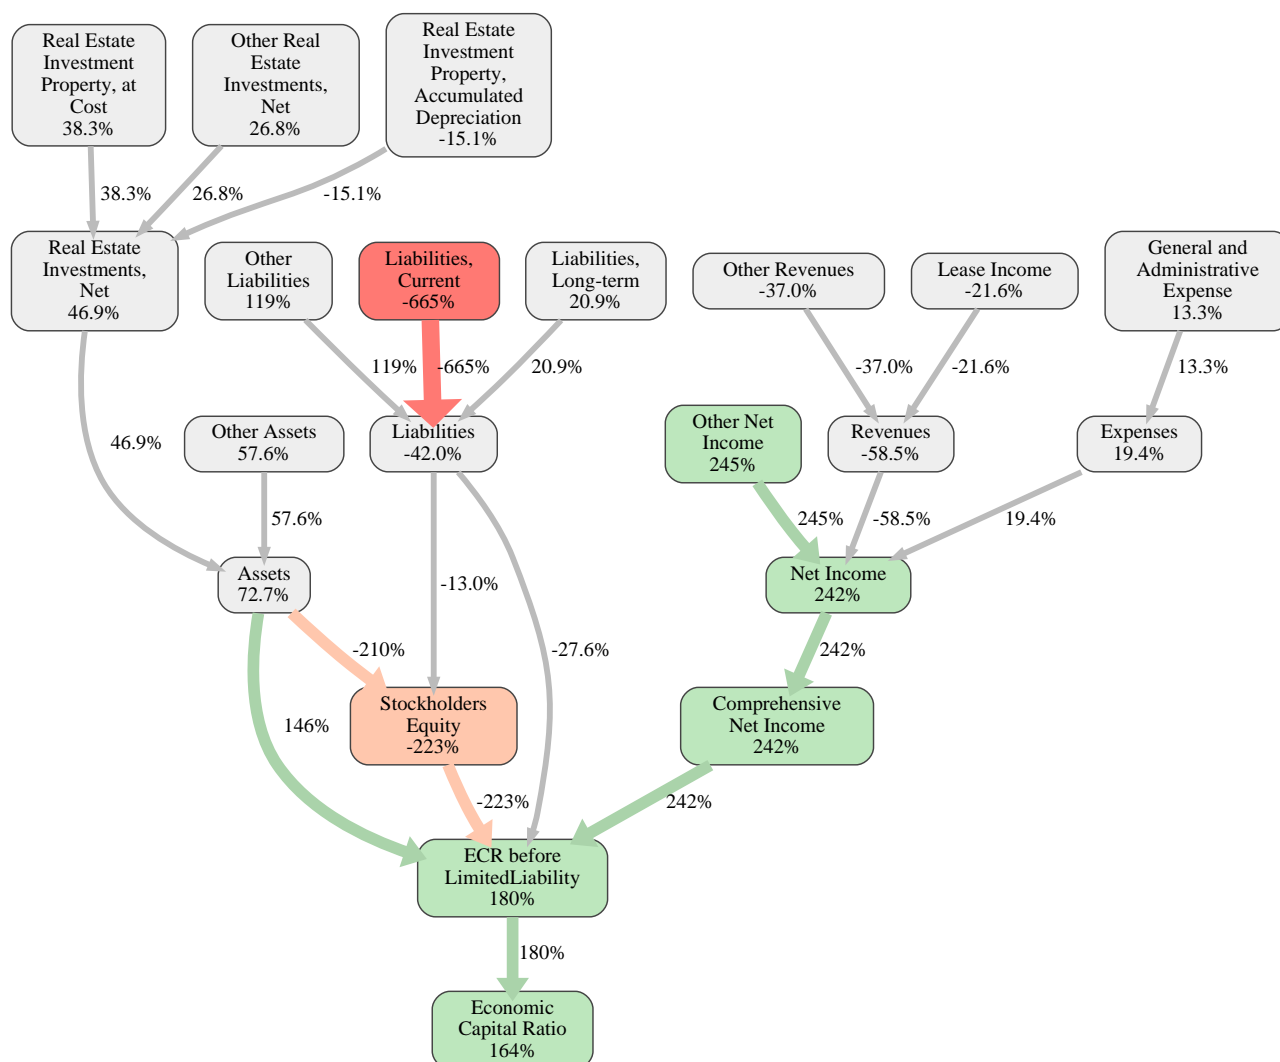 Real Estate
Investment
Property, at
Cost
38.3%
Other Real
Estate
Investments,
Net
26.8%
Real Estate
Investment
Property,
Accumulated
Depreciation
-15.1%
38.3%
26.8%
-15.1%
Real Estate
Investments,
Net
46.9%
Other
Liabilities
119%
Liabilities,
Current
-665%
Liabilities,
Long-term
20.9%
Other Revenues
-37.0%
Lease Income
-21.6%
General and
Administrative
Expense
13.3%
119%
-665%
20.9%
-37.0%
-21.6%
13.3%
46.9%
Other Assets
57.6%
Liabilities
-42.0%
Other Net
Income
245%
Revenues
-58.5%
Expenses
19.4%
57.6%
245%
-58.5%
19.4%
Assets
72.7%
-13.0%
Net Income
242%
-210%
-27.6%
242%
146%
Stockholders
Equity
-223%
Comprehensive
Net Income
242%
-223%
242%
ECR before
LimitedLiability
180%
180%
Economic
Capital Ratio
164%